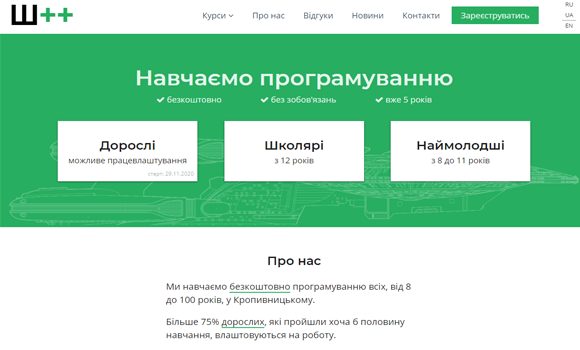 Ш++
Курси
Про нас
Відгуки
Новини
Контакти
Зареєструватись
RU
UA
EN
Навчаємо програмуванню
безкоштовно
без зобов'язань
вже 5 років
Дорослі
можливе працевлаштування
старт: 28.11.2020
Школярі
з 12 років
Наймолодші
з 8 до 11 років
Про нас
Ми навчаємо безкоштовно програмуванню всіх, від 8
до 100 років, у Кропивницькому.
Більше 75% дорослих, які пройшли хоча б половину
навчання, влаштовуються на роботу.